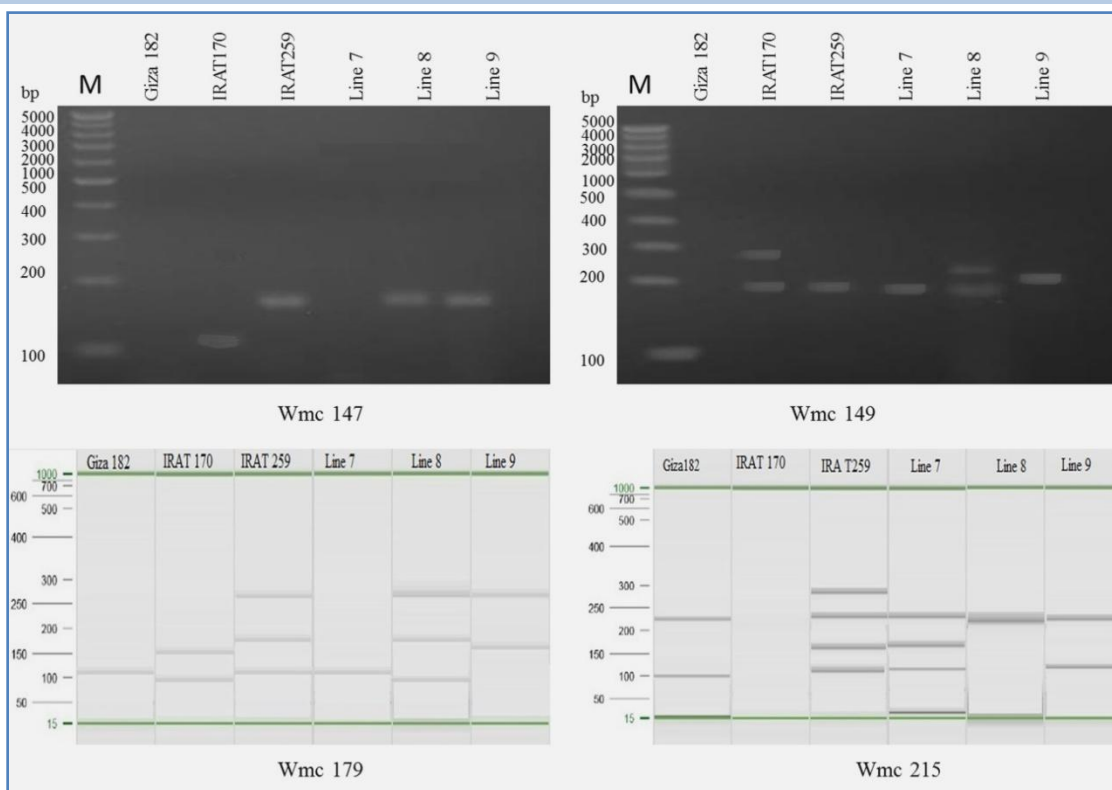 bp
M
Giza 182
IRAT170
IRAT259
Line 7
Line 8
Line 9
5000
4000
3000
2000
1000
500
400
300
200
100
Wmc 147
bp
M
Giza 182
IRAT170
IRAT259
Line 7
Line 8
Line 9
5000
4000
3000
2000
1000
500
400
300
200
100
Wmc 149
Giza 182 IRAT 170 IRAT 259 Line 7 Line 8 Line 9
1000
700
600
500
400
300
250
200
150
100
50
15
Wmc 179
Giza182 IRAT 170 IRA T259 Line 7 Line 8 Line 9
1000
700
600
500
400
300
250
200
150
100
50
15
Wmc 215